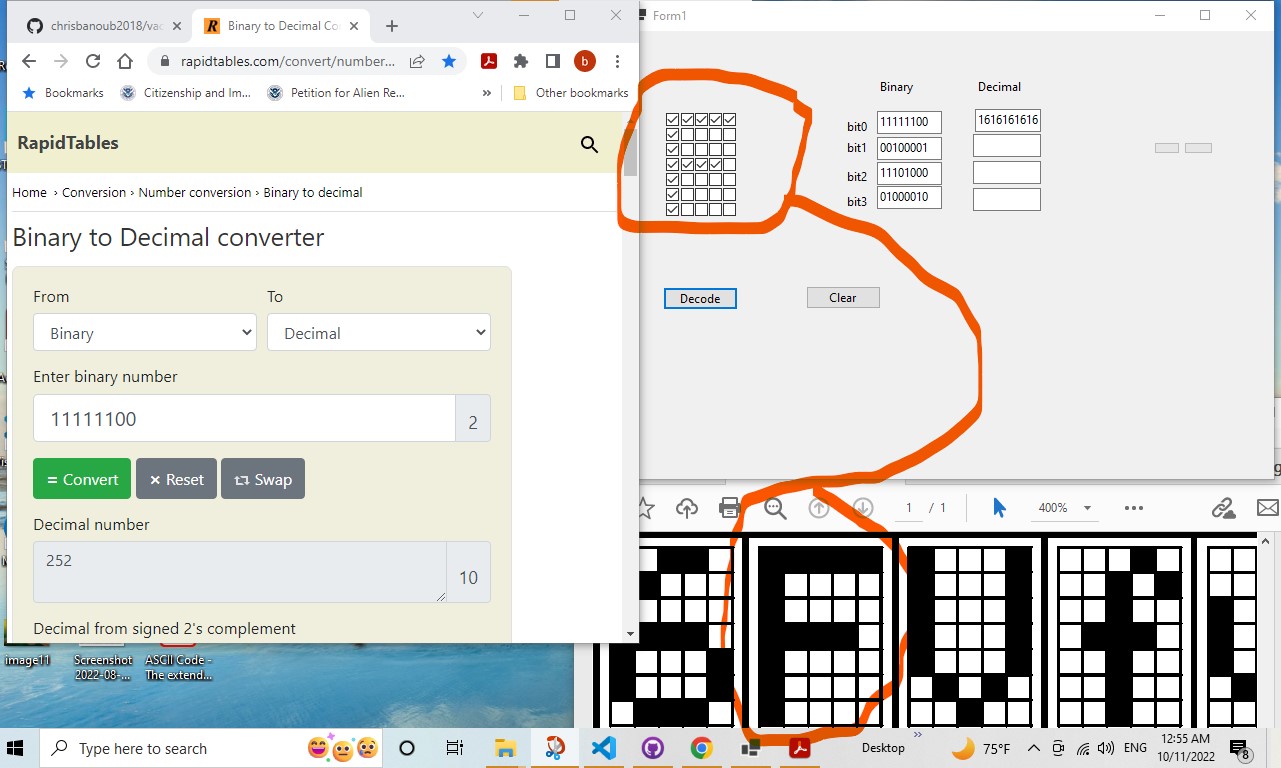 chrisbanoub2018/vac
Binary to Decimal Co
rapidtables.com/convert/number...
b
Bookmarks
Citizenship and Im...
Petition for Alien Re...
»
Other bookmarks
RapidTables
Home › Conversion › Number conversion › Binary to decimal
Binary to Decimal converter
From
To
Binary
Decimal
Enter binary number
11111100
2
= Convert
× Reset
Swap
Decimal number
252
10
Decimal from signed 2's complement
Form1
Binary
Decimal
bit0
11111100
1616161616
bit1
00100001
bit2
11101000
bit3
01000010
Decode
Clear
1 / 1
400%
image11
Screenshot
2022-08-...
ASCII Code -
The extend...
Type here to search
Desktop
»
75°F
ENG
12:55 AM
10/11/2022
8